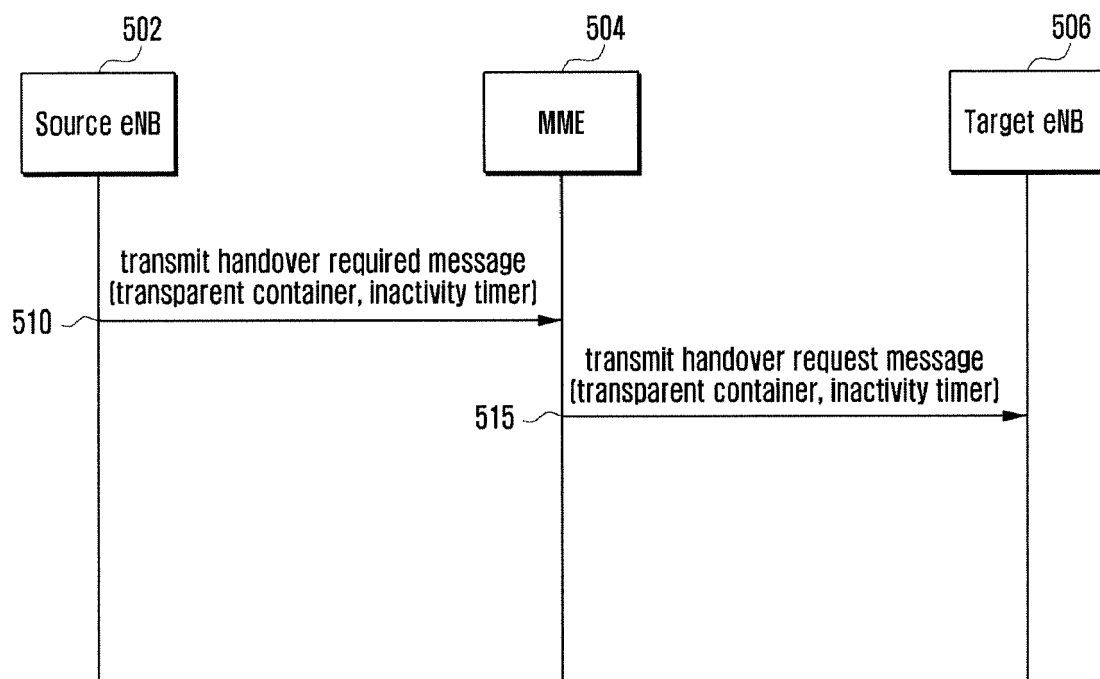 502
504
506
Source eNB
MME
Target eNB
transmit handover required message
(transparent container, inactivity timer)
510
transmit handover request message
(transparent container, inactivity timer)
515